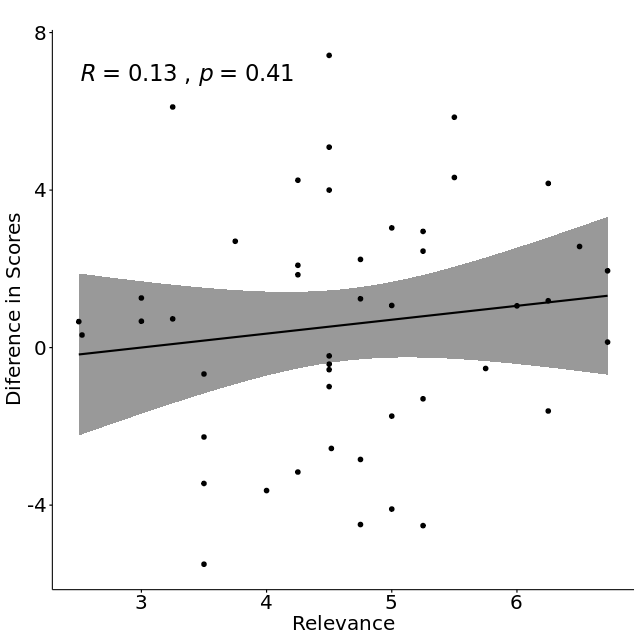 8
R = 0.13 , p = 0.41
4
0
-4
Diference in Scores
3 4 5 6
Relevance